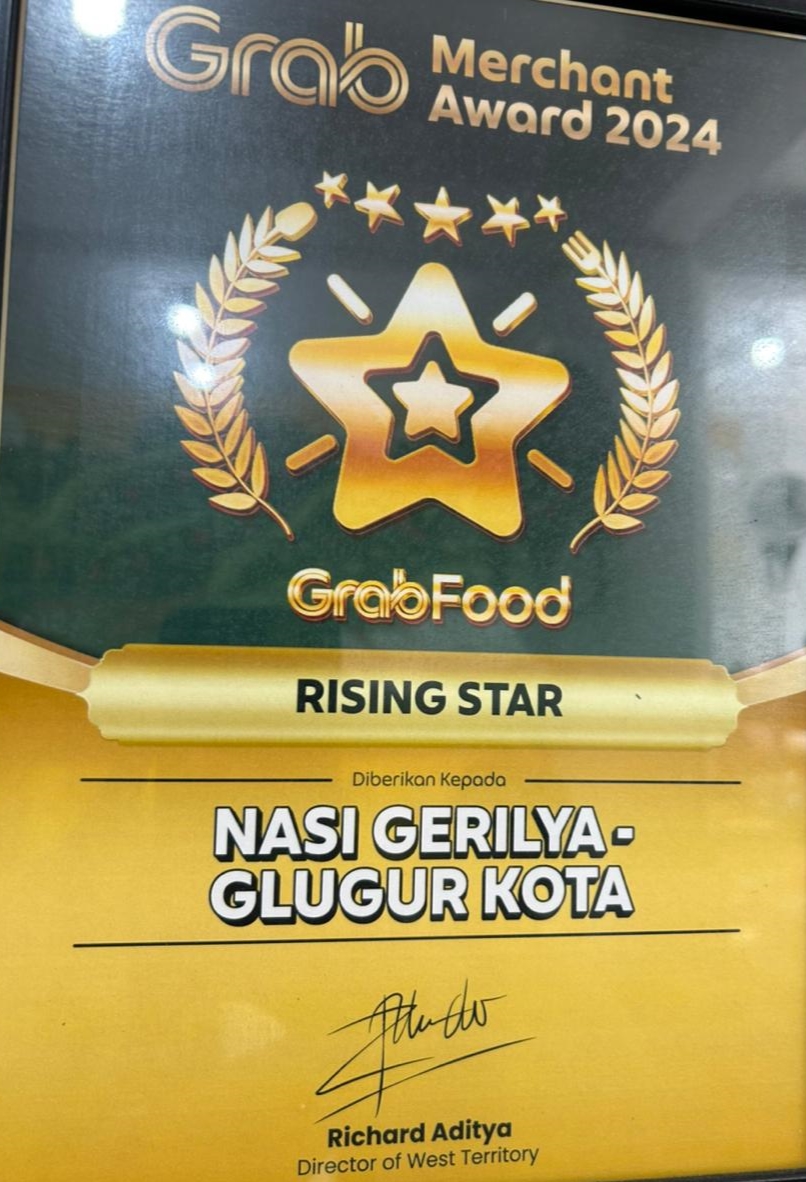 Grab Merchant
Award 2024
GrabFood
RISING STAR
Diberikan Kepada
NASI GERILYA -
GLUGUR KOTA
Richard Aditya
Director of West Territory